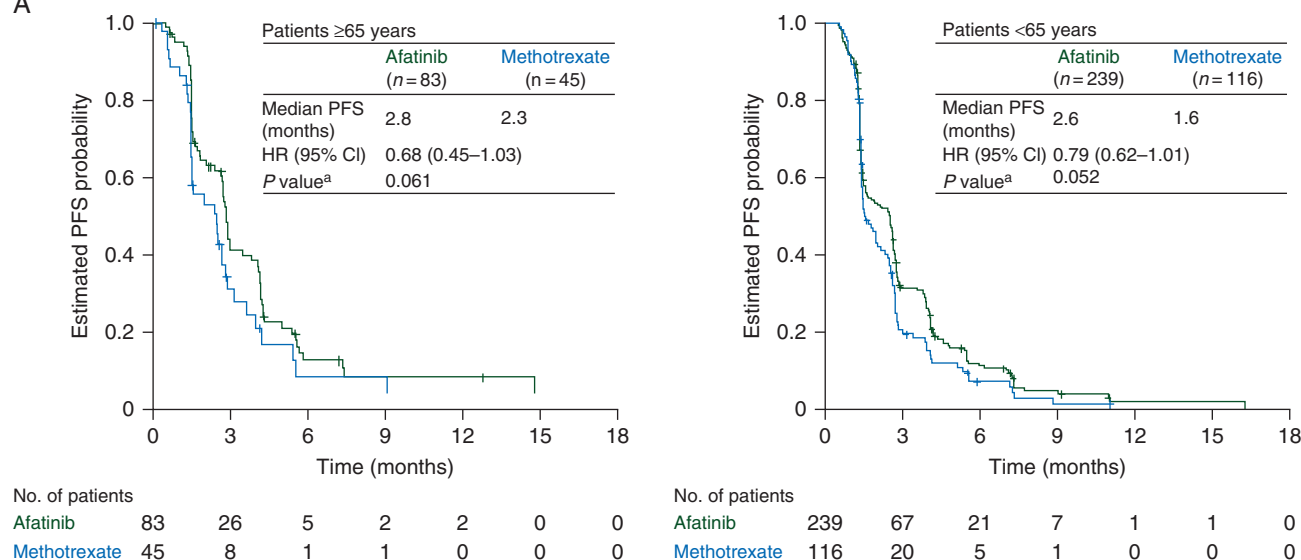 A
Patients ≥65 years
Afatinib Methotrexate
(n=83) (n=45)
Median PFS
(months) 2.8 2.3
HR (95% CI) 0.68 (0.45–1.03)
P valueᵃ 0.061
Estimated PFS probability
1.0
0.8
0.6
0.4
0.2
0
0 3 6 9 12 15 18
Time (months)
No. of patients
Afatinib 83 26 5 2 2 0 0
Methotrexate 45 8 1 1 0 0 0
Patients <65 years
Afatinib Methotrexate
(n=239) (n=116)
Median PFS
(months) 2.6 1.6
HR (95% CI) 0.79 (0.62–1.01)
P valueᵃ 0.052
Estimated PFS probability
1.0
0.8
0.6
0.4
0.2
0
0 3 6 9 12 15 18
Time (months)
No. of patients
Afatinib 239 67 21 7 1 1 0
Methotrexate 116 20 5 1 0 0 0